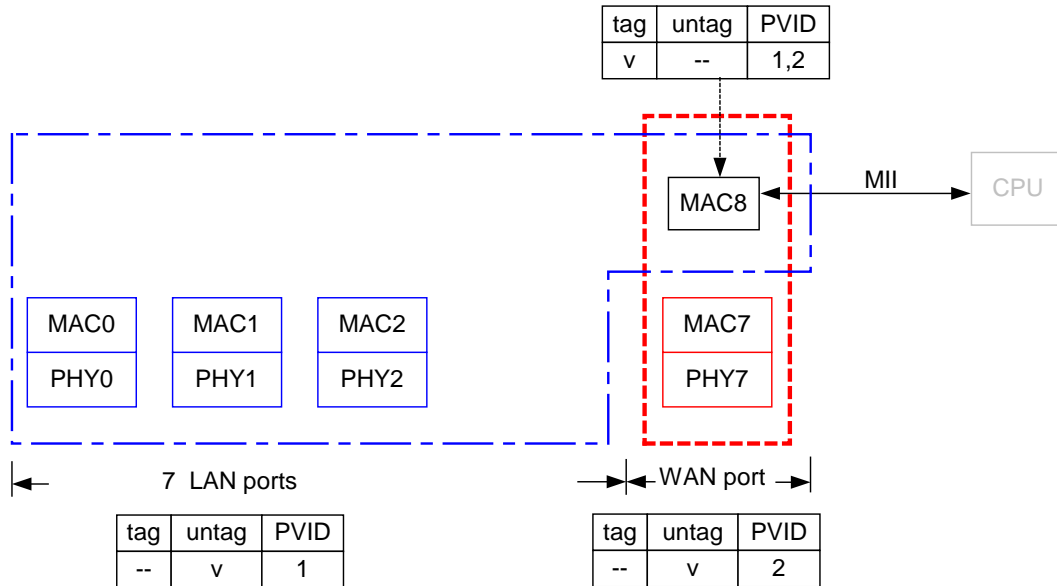 tag untag PVID
v -- 1,2
MAC8
MII
CPU
MAC0 MAC1 MAC2 MAC7
PHY0 PHY1 PHY2 PHY7
7 LAN ports WAN port
tag untag PVID
-- v 1
tag untag PVID
-- v 2